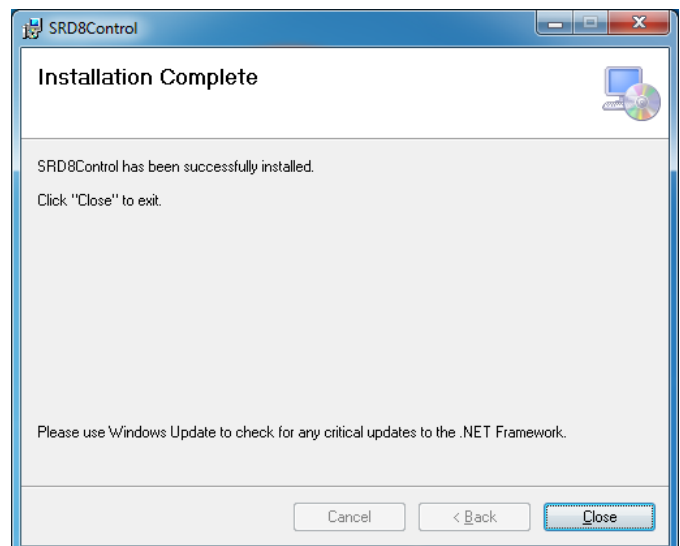 SRD8Control
Installation Complete
SRD8Control has been successfully installed.
Click "Close" to exit.
Please use Windows Update to check for any critical updates to the .NET Framework.
Cancel
< Back
Close